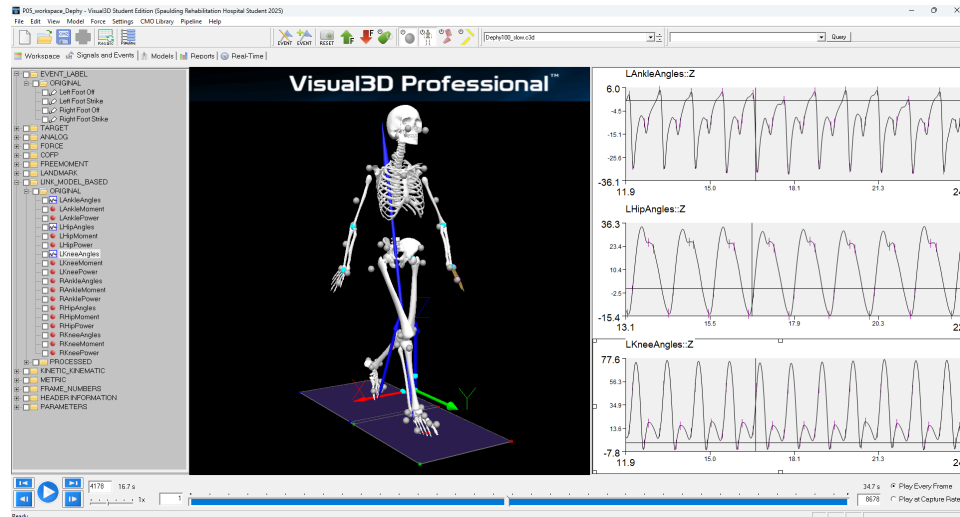 P05_workspace_Dephy - Visual3D Student Edition (Spaulding Rehabilitation Hospital Student 2025)
File Edit View Model Force Settings CMO Library Pipeline Help
EVENT EVENT RESET F F
Dephy100_slow.c3d
Query
Workspace Signals and Events Models Reports Real-Time
EVENT_LABEL
ORIGINAL
Left Foot Off
Left Foot Strike
Right Foot Off
Right Foot Strike
TARGET
ANALOG
FORCE
COFP
FREEMOMENT
LANDMARK
LINK_MODEL_BASED
ORIGINAL
LAnkleAngles
LAnkleMoment
LAnklePower
LHipAngles
LHipMoment
LHipPower
LKneeAngles
LKneeMoment
LKneePower
RAnkleAngles
RAnkleMoment
RAnklePower
RHipAngles
RHipMoment
RHipPower
RKneeAngles
RKneeMoment
RKneePower
PROCESSED
KINETIC_KINEMATIC
METRIC
FRAME_NUMBERS
HEADER INFORMATION
PARAMETERS
Visual3D Professional™
X Y Z
LAnkleAngles::Z
6.0
-4.5
-15.1
-25.6
-36.1
11.9 15.0 18.1 21.3 24
LHipAngles::Z
36.3
23.4
10.4
-2.5
-15.4
13.1 15.5 17.9 20.3 22
LKneeAngles::Z
77.6
56.3
34.9
13.6
-7.8
11.9 15.0 18.1 21.3 24
4178 16.7 s
1x 1
34.7 s
8678
Play Every Frame
Play at Capture Rate
Ready